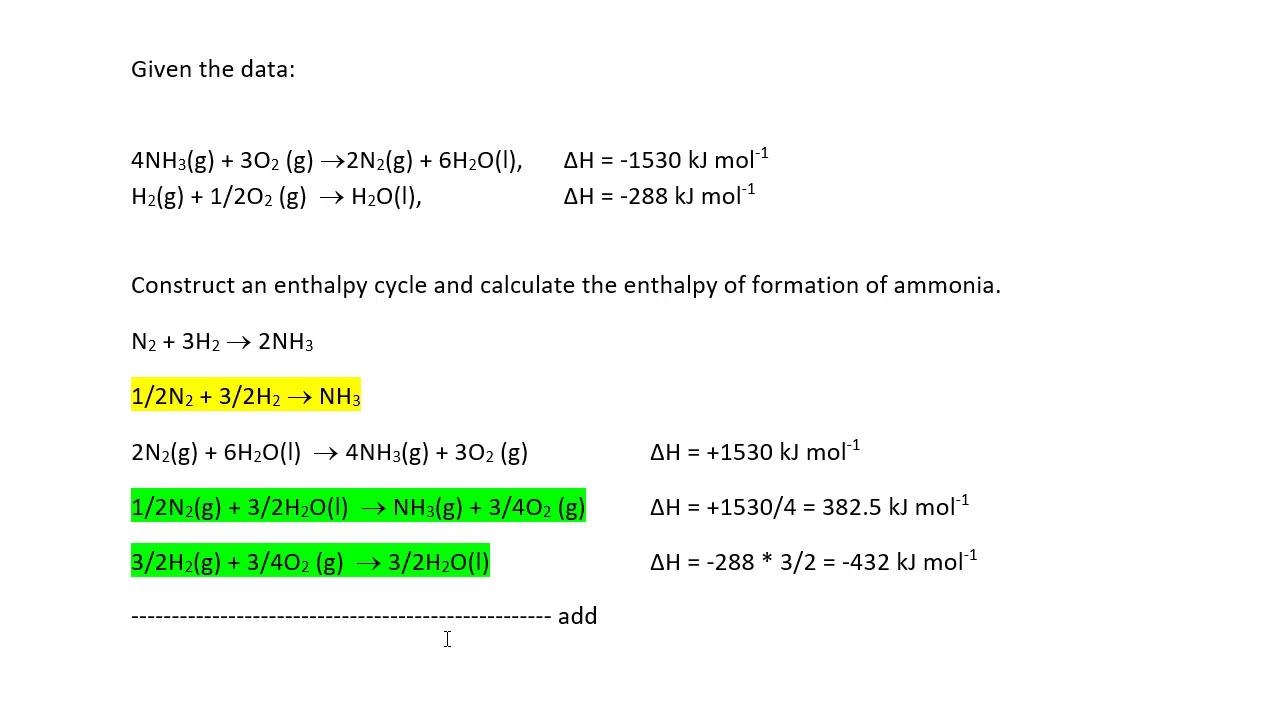 Given the data:
4NH₃(g) + 3O₂ (g) →2N₂(g) + 6H₂O(l), ΔH = -1530 kJ mol⁻¹
H₂(g) + 1/2O₂ (g) → H₂O(l), ΔH = -288 kJ mol⁻¹
Construct an enthalpy cycle and calculate the enthalpy of formation of ammonia.
N₂ + 3H₂ → 2NH₃
1/2N₂ + 3/2H₂ → NH₃
2N₂(g) + 6H₂O(l) → 4NH₃(g) + 3O₂ (g) ΔH = +1530 kJ mol⁻¹
1/2N₂(g) + 3/2H₂O(l) → NH₃(g) + 3/4O₂ (g) ΔH = +1530/4 = 382.5 kJ mol⁻¹
3/2H₂(g) + 3/4O₂ (g) → 3/2H₂O(l) ΔH = -288 * 3/2 = -432 kJ mol⁻¹
---------------------------------------------------- add